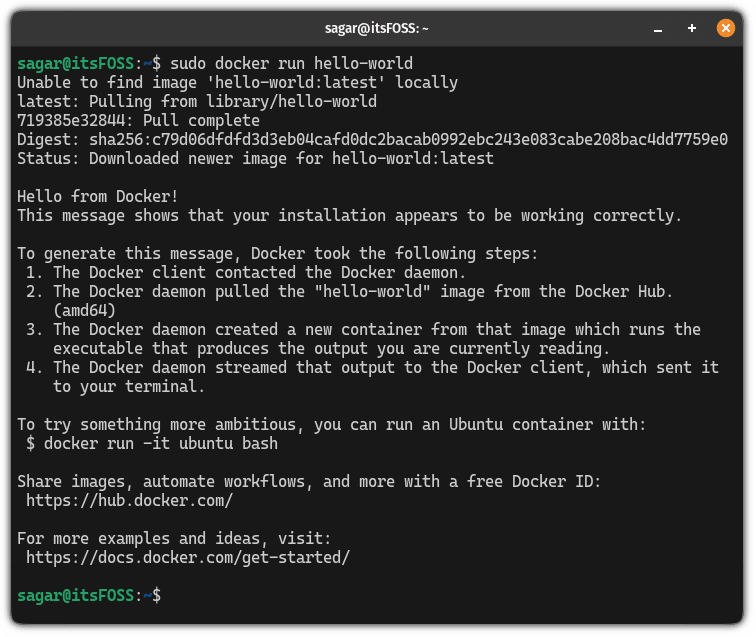 sagar@itsFOSS: ~
sagar@itsFOSS:~$ sudo docker run hello-world
Unable to find image 'hello-world:latest' locally
latest: Pulling from library/hello-world
719385e32844: Pull complete
Digest: sha256:c79d06dfdfd3d3eb04cafd0dc2bacab0992ebc243e083cabe208bac4dd7759e0
Status: Downloaded newer image for hello-world:latest

Hello from Docker!
This message shows that your installation appears to be working correctly.

To generate this message, Docker took the following steps:
 1. The Docker client contacted the Docker daemon.
 2. The Docker daemon pulled the "hello-world" image from the Docker Hub.
    (amd64)
 3. The Docker daemon created a new container from that image which runs the
    executable that produces the output you are currently reading.
 4. The Docker daemon streamed that output to the Docker client, which sent it
    to your terminal.

To try something more ambitious, you can run an Ubuntu container with:
 $ docker run -it ubuntu bash

Share images, automate workflows, and more with a free Docker ID:
 https://hub.docker.com/

For more examples and ideas, visit:
 https://docs.docker.com/get-started/

sagar@itsFOSS:~$